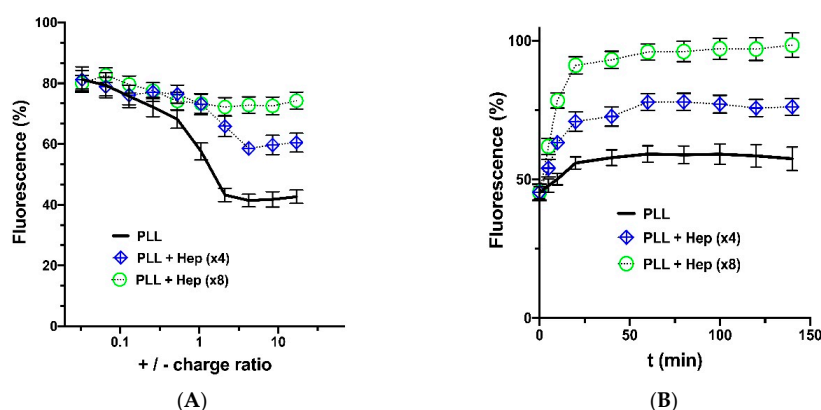 100
80
60
40
20
0
Fluorescence (%)
PLL
PLL + Hep (x4)
PLL + Hep (x8)
0.1
1
10
+ / - charge ratio
(A)
100
50
0
Fluorescence (%)
PLL
PLL + Hep (x4)
PLL + Hep (x8)
0
50
100
150
t (min)
(B)